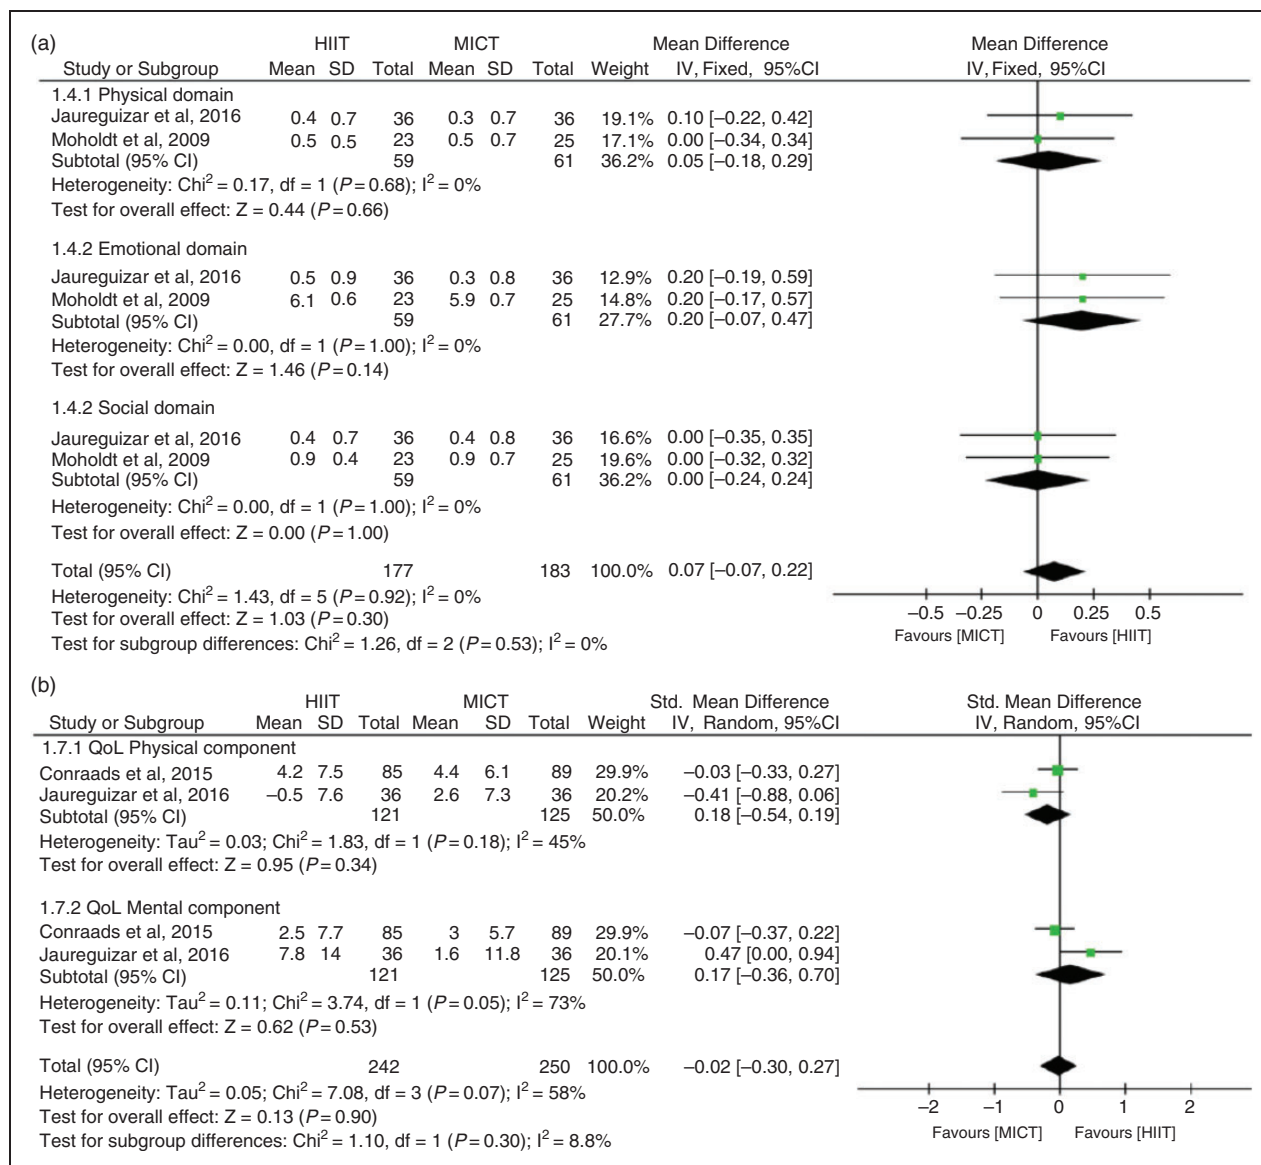 (a)
HIIT MICT Mean Difference Mean Difference
Study or Subgroup Mean SD Total Mean SD Total Weight IV, Fixed, 95%CI IV, Fixed, 95%CI
1.4.1 Physical domain
Jaureguizar et al, 2016 0.4 0.7 36 0.3 0.7 36 19.1% 0.10 [−0.22, 0.42]
Moholdt et al, 2009 0.5 0.5 23 0.5 0.7 25 17.1% 0.00 [−0.34, 0.34]
Subtotal (95% CI) 59 61 36.2% 0.05 [−0.18, 0.29]
Heterogeneity: Chi² = 0.17, df = 1 (P = 0.68); I² = 0%
Test for overall effect: Z = 0.44 (P = 0.66)
1.4.2 Emotional domain
Jaureguizar et al, 2016 0.5 0.9 36 0.3 0.8 36 12.9% 0.20 [−0.19, 0.59]
Moholdt et al, 2009 6.1 0.6 23 5.9 0.7 25 14.8% 0.20 [−0.17, 0.57]
Subtotal (95% CI) 59 61 27.7% 0.20 [−0.07, 0.47]
Heterogeneity: Chi² = 0.00, df = 1 (P = 1.00); I² = 0%
Test for overall effect: Z = 1.46 (P = 0.14)
1.4.2 Social domain
Jaureguizar et al, 2016 0.4 0.7 36 0.4 0.8 36 16.6% 0.00 [−0.35, 0.35]
Moholdt et al, 2009 0.9 0.4 23 0.9 0.7 25 19.6% 0.00 [−0.32, 0.32]
Subtotal (95% CI) 59 61 36.2% 0.00 [−0.24, 0.24]
Heterogeneity: Chi² = 0.00, df = 1 (P = 1.00); I² = 0%
Test for overall effect: Z = 0.00 (P = 1.00)
Total (95% CI) 177 183 100.0% 0.07 [−0.07, 0.22]
Heterogeneity: Chi² = 1.43, df = 5 (P = 0.92); I² = 0%
Test for overall effect: Z = 1.03 (P = 0.30)
Test for subgroup differences: Chi² = 1.26, df = 2 (P = 0.53); I² = 0%
−0.5 −0.25 0 0.25 0.5
Favours [MICT] Favours [HIIT]
(b)
HIIT MICT Std. Mean Difference Std. Mean Difference
Study or Subgroup Mean SD Total Mean SD Total Weight IV, Random, 95%CI IV, Random, 95%CI
1.7.1 QoL Physical component
Conraads et al, 2015 4.2 7.5 85 4.4 6.1 89 29.9% −0.03 [−0.33, 0.27]
Jaureguizar et al, 2016 −0.5 7.6 36 2.6 7.3 36 20.2% −0.41 [−0.88, 0.06]
Subtotal (95% CI) 121 125 50.0% 0.18 [−0.54, 0.19]
Heterogeneity: Tau² = 0.03; Chi² = 1.83, df = 1 (P = 0.18); I² = 45%
Test for overall effect: Z = 0.95 (P = 0.34)
1.7.2 QoL Mental component
Conraads et al, 2015 2.5 7.7 85 3 5.7 89 29.9% −0.07 [−0.37, 0.22]
Jaureguizar et al, 2016 7.8 14 36 1.6 11.8 36 20.1% 0.47 [0.00, 0.94]
Subtotal (95% CI) 121 125 50.0% 0.17 [−0.36, 0.70]
Heterogeneity: Tau² = 0.11; Chi² = 3.74, df = 1 (P = 0.05); I² = 73%
Test for overall effect: Z = 0.62 (P = 0.53)
Total (95% CI) 242 250 100.0% −0.02 [−0.30, 0.27]
Heterogeneity: Tau² = 0.05; Chi² = 7.08, df = 3 (P = 0.07); I² = 58%
Test for overall effect: Z = 0.13 (P = 0.90)
Test for subgroup differences: Chi² = 1.10, df = 1 (P = 0.30); I² = 8.8%
−2 −1 0 1 2
Favours [MICT] Favours [HIIT]